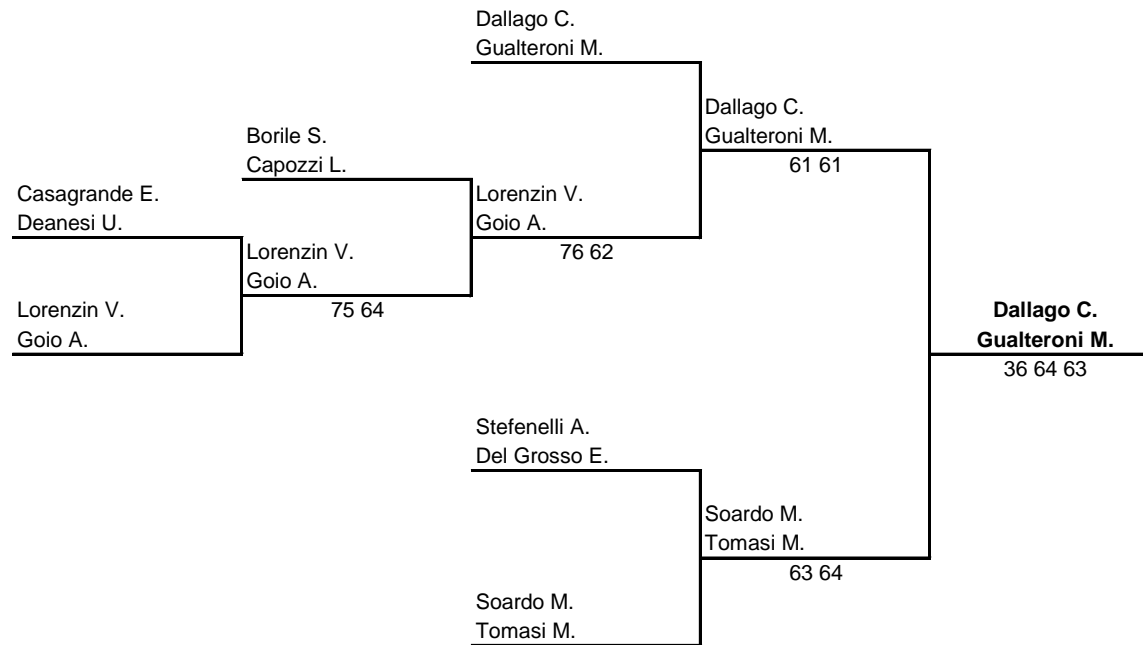 Dallago C.
Gualteroni M.
Dallago C.
Gualteroni M.
61 61
Borile S.
Capozzi L.
Casagrande E.
Deanesi U.
Lorenzin V.
Goio A.
76 62
Lorenzin V.
Goio A.
75 64
Lorenzin V.
Goio A.
Dallago C.
Gualteroni M.
36 64 63
Stefenelli A.
Del Grosso E.
Soardo M.
Tomasi M.
63 64
Soardo M.
Tomasi M.